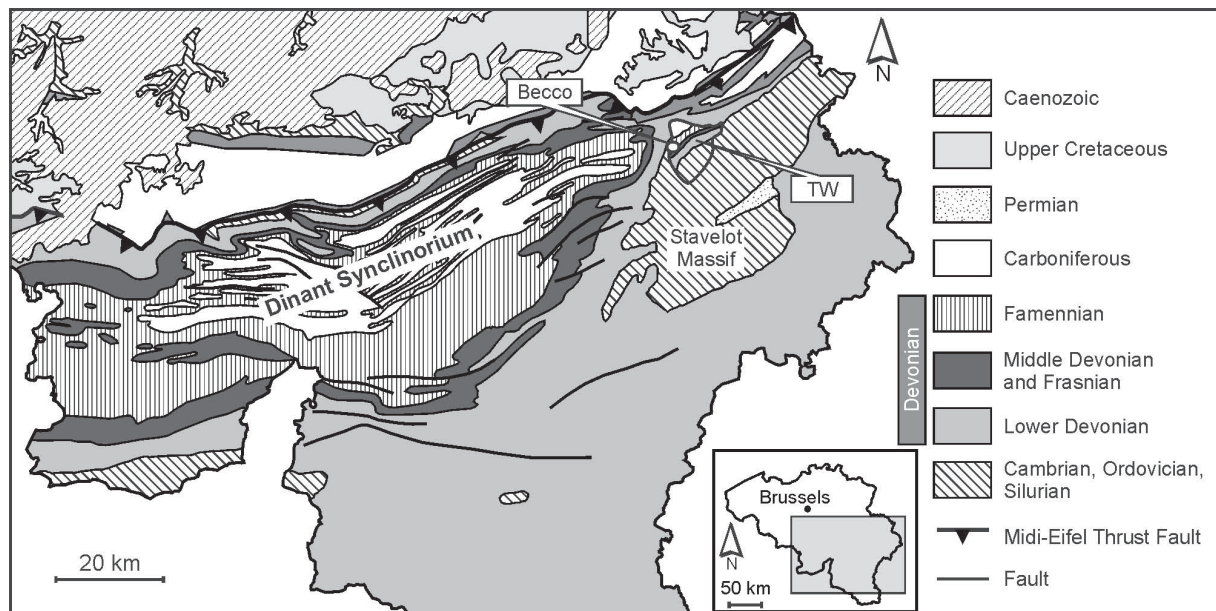 Becco
N
TW
Stavelot
Massif
Dinant Synclinorium
20 km
Brussels
N
50 km
Caenozoic
Upper Cretaceous
Permian
Carboniferous
Devonian
Famennian
Middle Devonian
and Frasnian
Lower Devonian
Cambrian, Ordovician,
Silurian
Midi-Eifel Thrust Fault
Fault